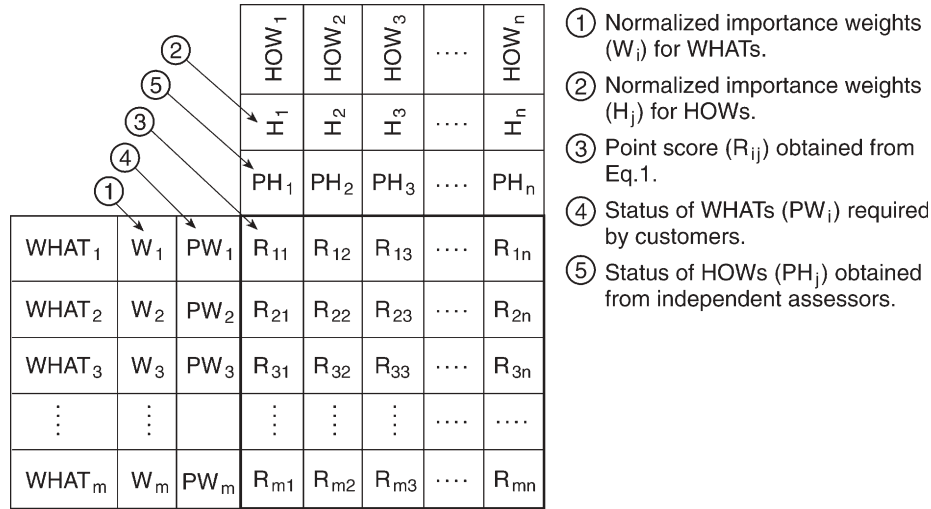 HOW₁ HOW₂ HOW₃ .... HOWₙ
② H₁ H₂ H₃ .... Hₙ
⑤
③ PH₁ PH₂ PH₃ .... PHₙ
④
①
WHAT₁ W₁ PW₁ R₁₁ R₁₂ R₁₃ .... R₁ₙ
WHAT₂ W₂ PW₂ R₂₁ R₂₂ R₂₃ .... R₂ₙ
WHAT₃ W₃ PW₃ R₃₁ R₃₂ R₃₃ .... R₃ₙ
⋮ ⋮ ⋮ ⋮ ⋮ .... ....
WHATₘ Wₘ PWₘ Rₘ₁ Rₘ₂ Rₘ₃ .... Rₘₙ
① Normalized importance weights
(Wᵢ) for WHATs.
② Normalized importance weights
(Hⱼ) for HOWs.
③ Point score (Rᵢⱼ) obtained from
Eq.1.
④ Status of WHATs (PWᵢ) required
by customers.
⑤ Status of HOWs (PHⱼ) obtained
from independent assessors.